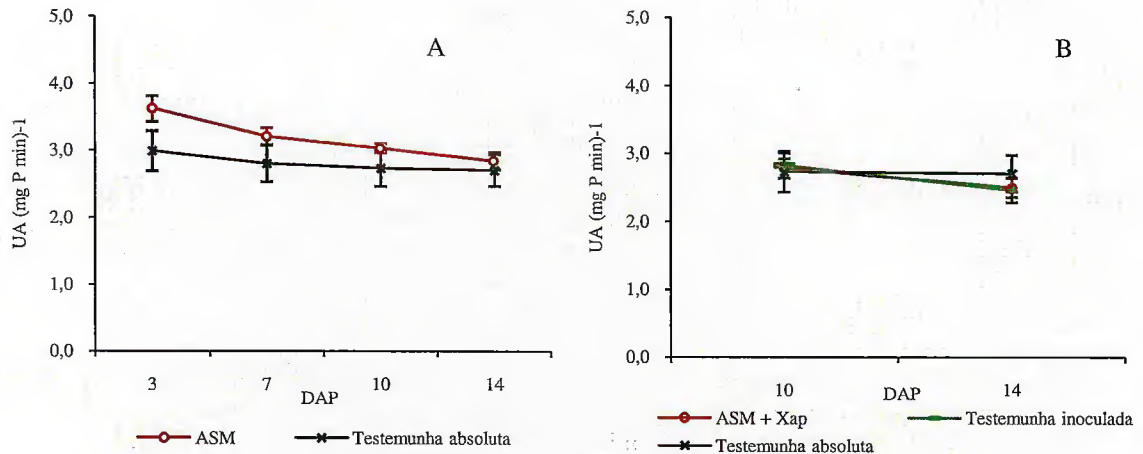 A
UA (mg P min)-1
5,0
4,0
3,0
2,0
1,0
0,0
3 7 10 14
DAP
ASM Testemunha absoluta
B
UA (mg P min)-1
5,0
4,0
3,0
2,0
1,0
0,0
10 DAP 14
ASM + Xap Testemunha inoculada
Testemunha absoluta